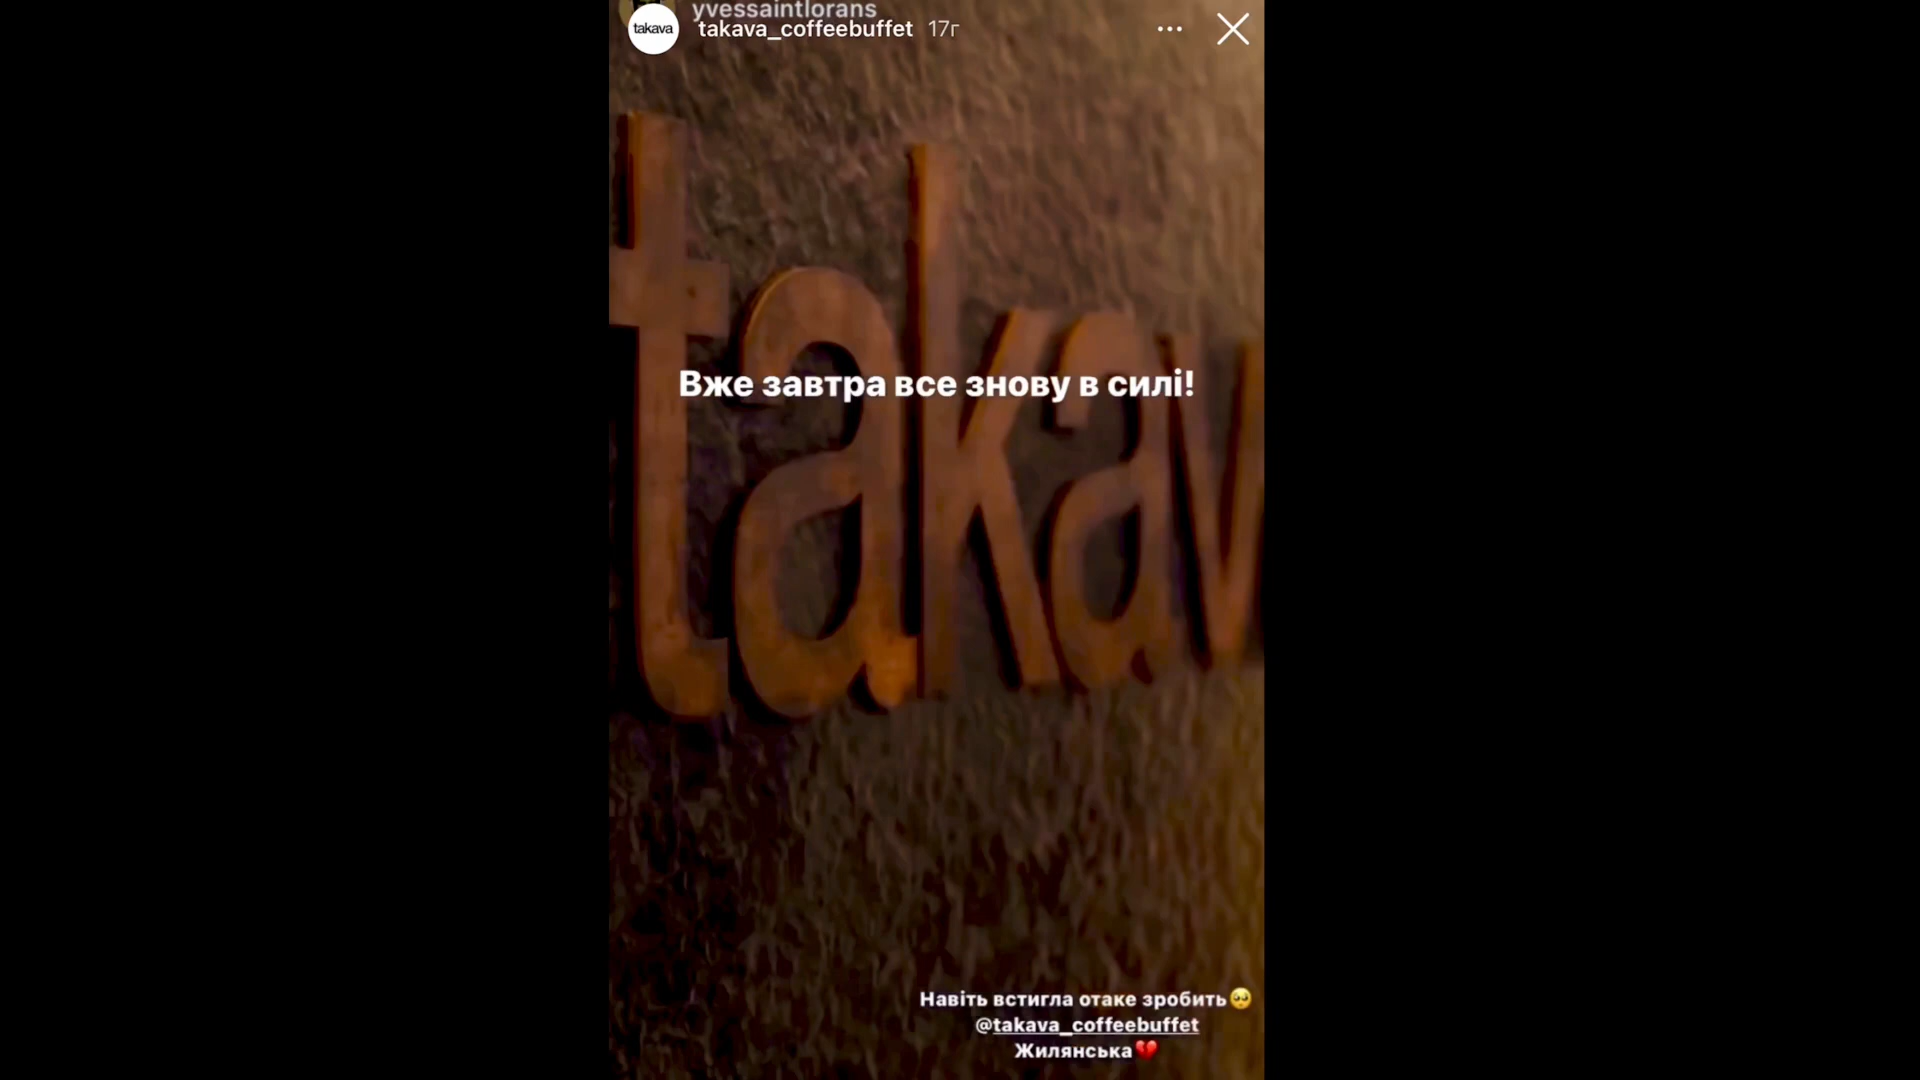 yvessaintlorans
takava
takava_coffeebuffet 17г
takav
Вже завтра все знову в силі!
Навіть встигла отаке зробить🥺
@takava_coffeebuffet
Жилянська💔